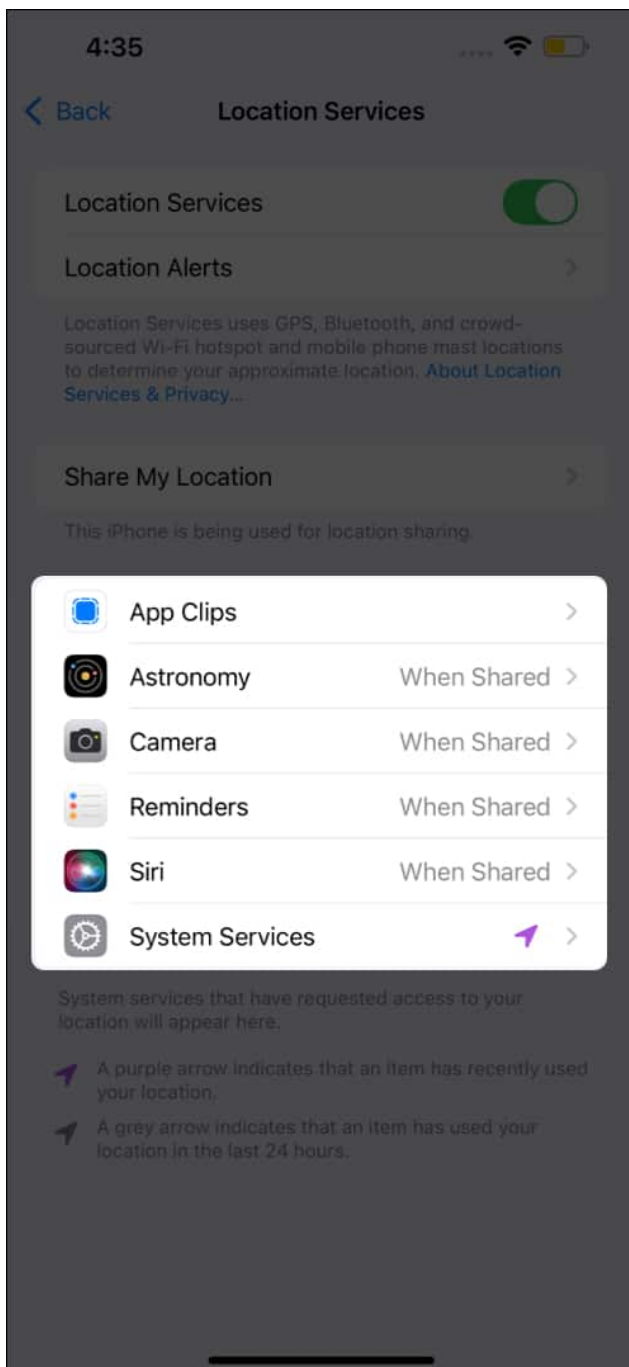 4:35
Back
Location Services
Location Services
Location Alerts
Location Services uses GPS, Bluetooth, and crowd-
sourced Wi-Fi hotspot and mobile phone mast locations
to determine your approximate location. About Location
Services & Privacy...
Share My Location
This iPhone is being used for location sharing.
App Clips
Astronomy When Shared
Camera When Shared
Reminders When Shared
Siri When Shared
System Services
System services that have requested access to your
location will appear here.
A purple arrow indicates that an item has recently used
your location.
A grey arrow indicates that an item has used your
location in the last 24 hours.